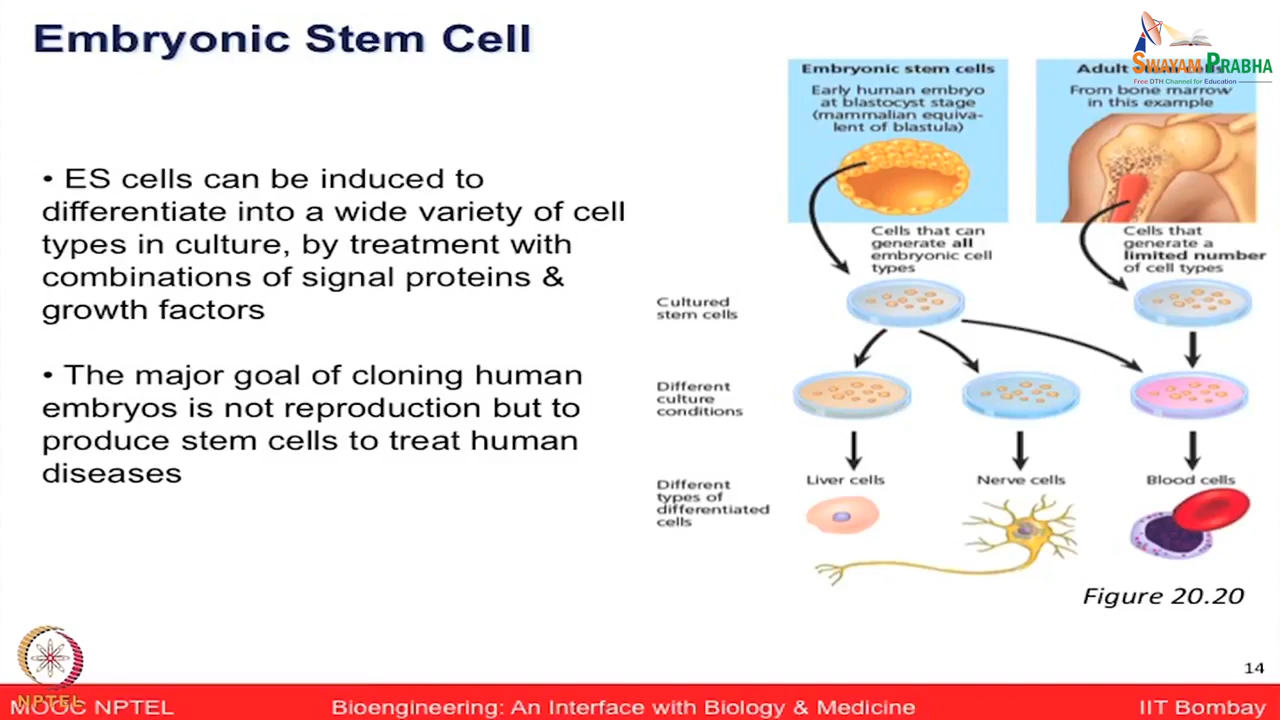 Embryonic Stem Cell
SWAYAM PRABHA
Free DTH Channel for Education
• ES cells can be induced to
differentiate into a wide variety of cell
types in culture, by treatment with
combinations of signal proteins &
growth factors
• The major goal of cloning human
embryos is not reproduction but to
produce stem cells to treat human
diseases
Embryonic stem cells
Early human embryo
at blastocyst stage
(mammalian equiva-
lent of blastula)
Adult stem cells
From bone marrow
in this example
Cells that can
generate all
embryonic cell
types
Cells that
generate a
limited number
of cell types
Cultured
stem cells
Different
culture
conditions
Different
types of
differentiated
cells
Liver cells
Nerve cells
Blood cells
Figure 20.20
14
NPTEL
MOOC NPTEL
Bioengineering: An Interface with Biology & Medicine
IIT Bombay